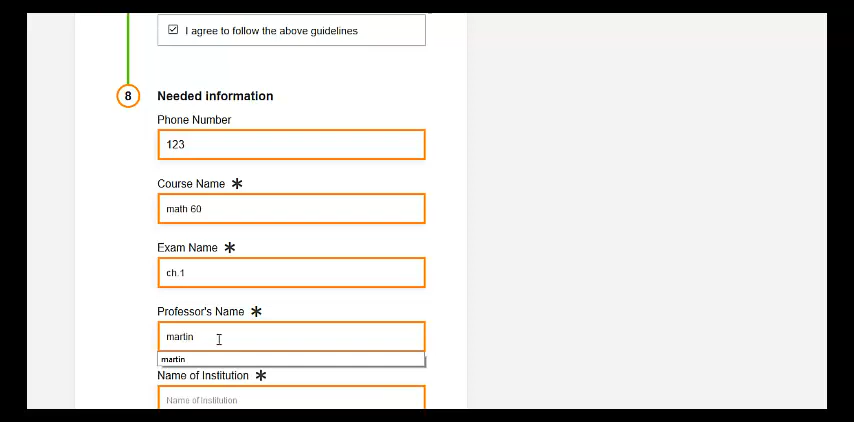 I agree to follow the above guidelines
8
Needed information
Phone Number
123
Course Name *
math 60
Exam Name *
ch.1
Professor's Name *
martin
martin
Name of Institution *
Name of Institution